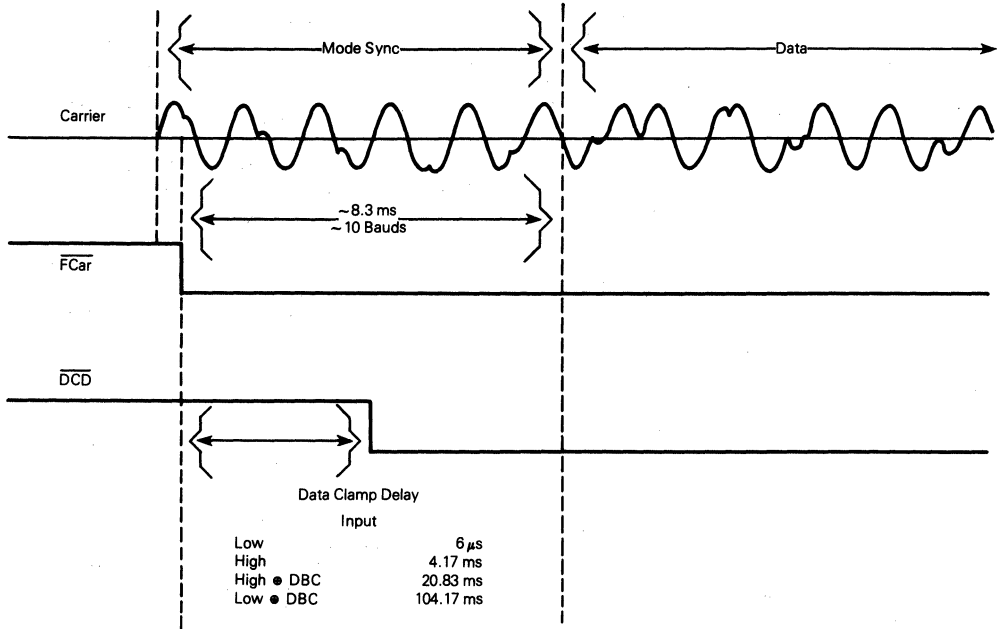 Mode Sync
Data
Carrier
~8.3 ms
~10 Bauds
FCar
DCD
Data Clamp Delay
Input
Low 6 μs
High 4.17 ms
High ⊕ DBC 20.83 ms
Low ⊕ DBC 104.17 ms